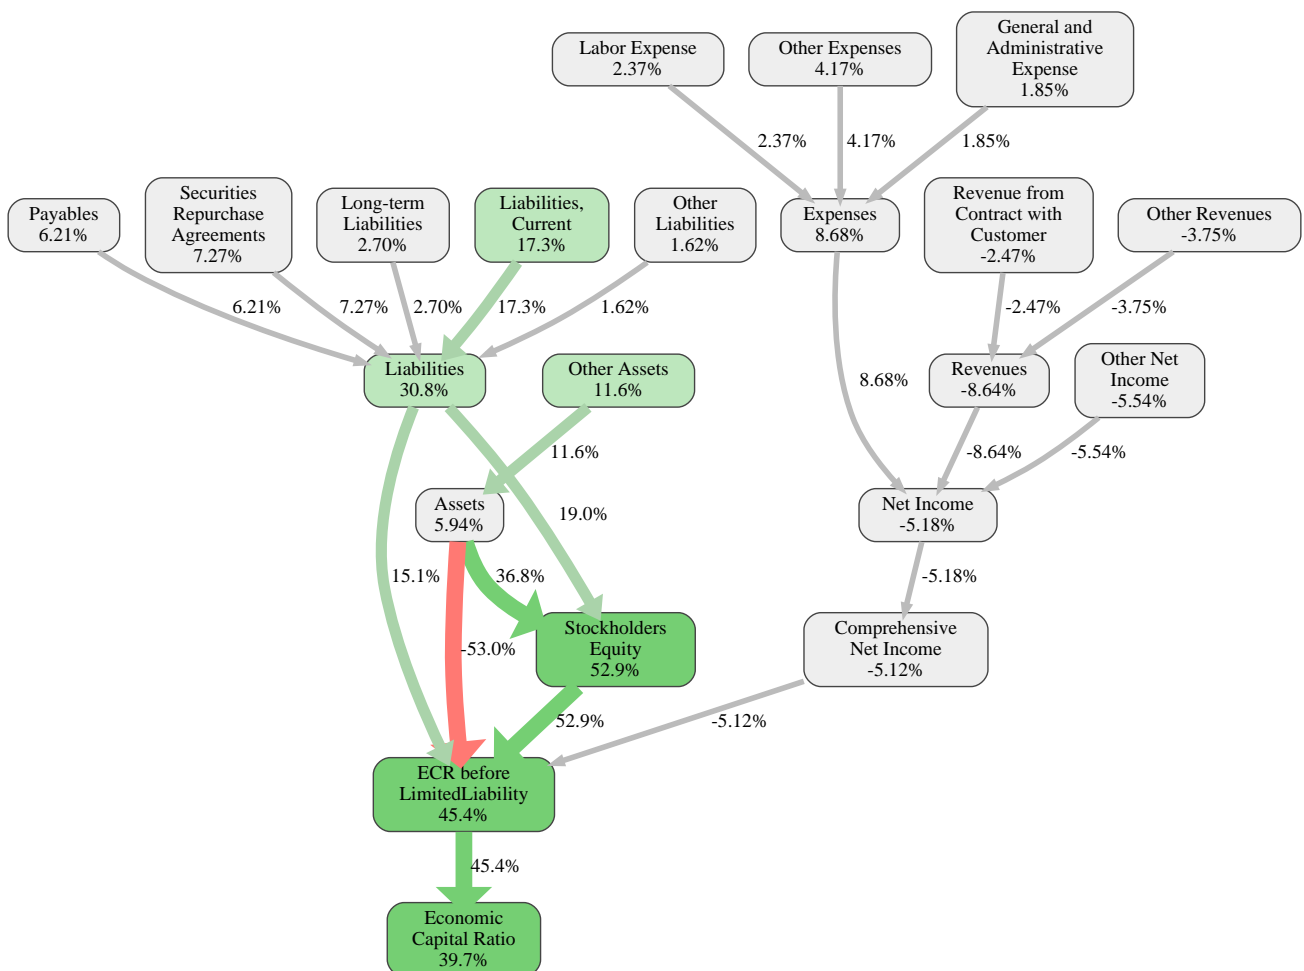 Labor Expense
2.37%
Other Expenses
4.17%
General and
Administrative
Expense
1.85%
2.37%
4.17%
1.85%
Payables
6.21%
Securities
Repurchase
Agreements
7.27%
Long-term
Liabilities
2.70%
Liabilities,
Current
17.3%
Other
Liabilities
1.62%
Expenses
8.68%
Revenue from
Contract with
Customer
-2.47%
Other Revenues
-3.75%
6.21%
7.27%
2.70%
17.3%
1.62%
-2.47%
-3.75%
Liabilities
30.8%
Other Assets
11.6%
8.68%
Revenues
-8.64%
Other Net
Income
-5.54%
11.6%
-8.64%
-5.54%
Assets
5.94%
19.0%
Net Income
-5.18%
15.1%
36.8%
-5.18%
-53.0%
Stockholders
Equity
52.9%
Comprehensive
Net Income
-5.12%
52.9%
-5.12%
ECR before
LimitedLiability
45.4%
45.4%
Economic
Capital Ratio
39.7%